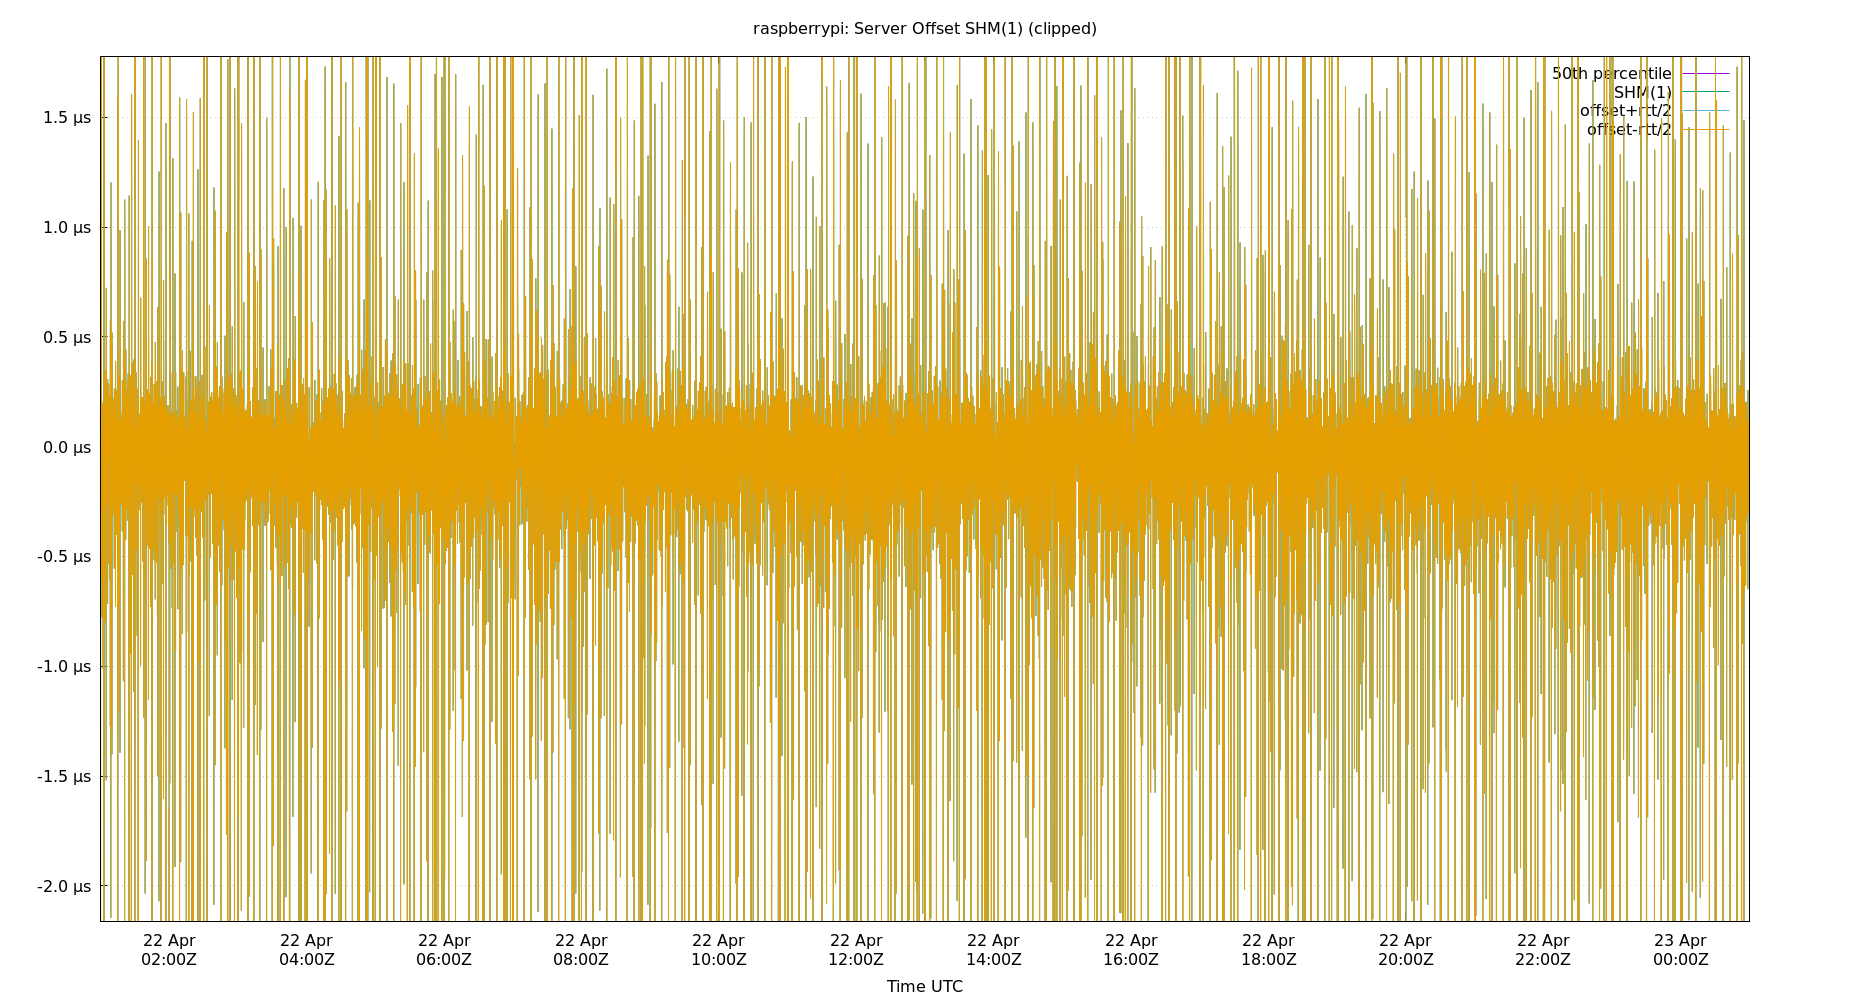 raspberrypi: Server Offset SHM(1) (clipped)
50th percentile
SHM(1)
offset+rtt/2
offset-rtt/2
1.5 µs
1.0 µs
0.5 µs
0.0 µs
-0.5 µs
-1.0 µs
-1.5 µs
-2.0 µs
22 Apr 22 Apr 22 Apr 22 Apr 22 Apr 22 Apr 22 Apr 22 Apr 22 Apr 22 Apr 22 Apr 23 Apr
02:00Z 04:00Z 06:00Z 08:00Z 10:00Z 12:00Z 14:00Z 16:00Z 18:00Z 20:00Z 22:00Z 00:00Z
Time UTC